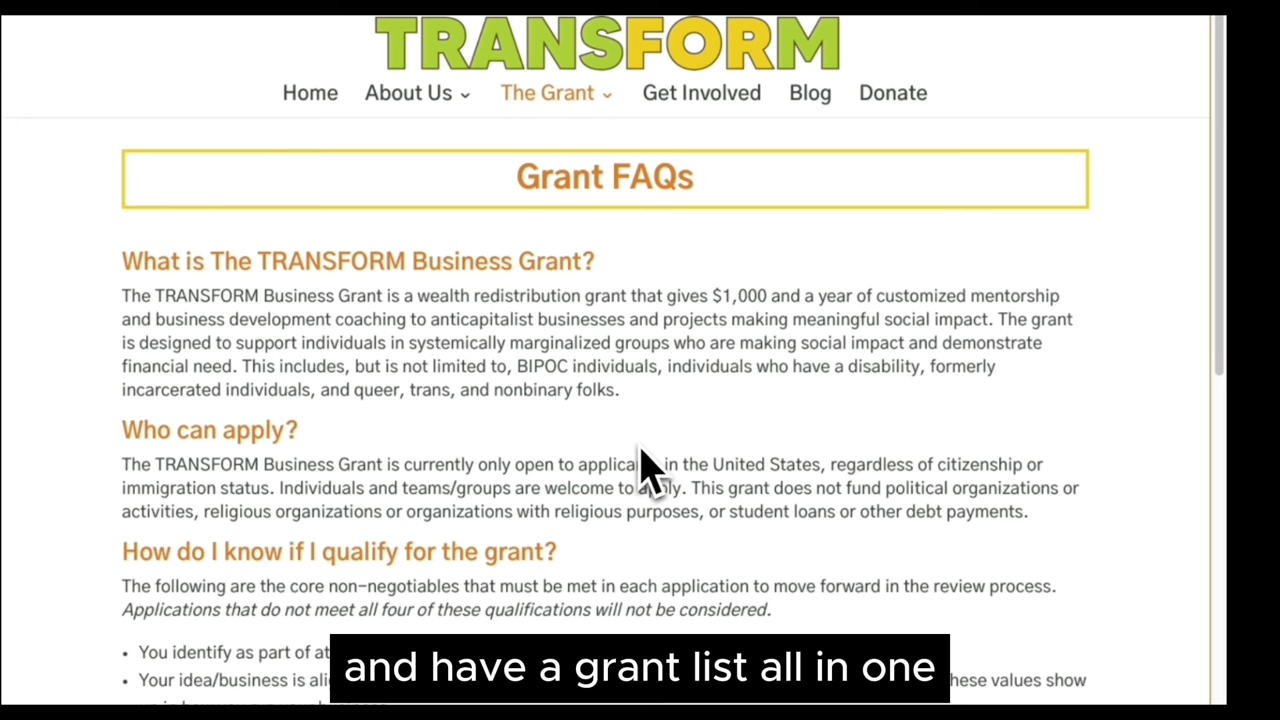 TRANSFORM
Home About Us The Grant Get Involved Blog Donate
Grant FAQs
What is The TRANSFORM Business Grant?
The TRANSFORM Business Grant is a wealth redistribution grant that gives $1,000 and a year of customized mentorship
and business development coaching to anticapitalist businesses and projects making meaningful social impact. The grant
is designed to support individuals in systemically marginalized groups who are making social impact and demonstrate
financial need. This includes, but is not limited to, BIPOC individuals, individuals who have a disability, formerly
incarcerated individuals, and queer, trans, and nonbinary folks.
Who can apply?
The TRANSFORM Business Grant is currently only open to in the United States, regardless of citizenship or
immigration status. Individuals and teams/groups are welcome to apply. This grant does not fund political organizations or
activities, religious organizations or organizations with religious purposes, or student loans or other debt payments.
How do I know if I qualify for the grant?
The following are the core non-negotiables that must be met in each application to move forward in the review process.
Applications that do not meet all four of these qualifications will not be considered.
• You identify as part of
• Your idea/business is these values show
and have a grant list all in one